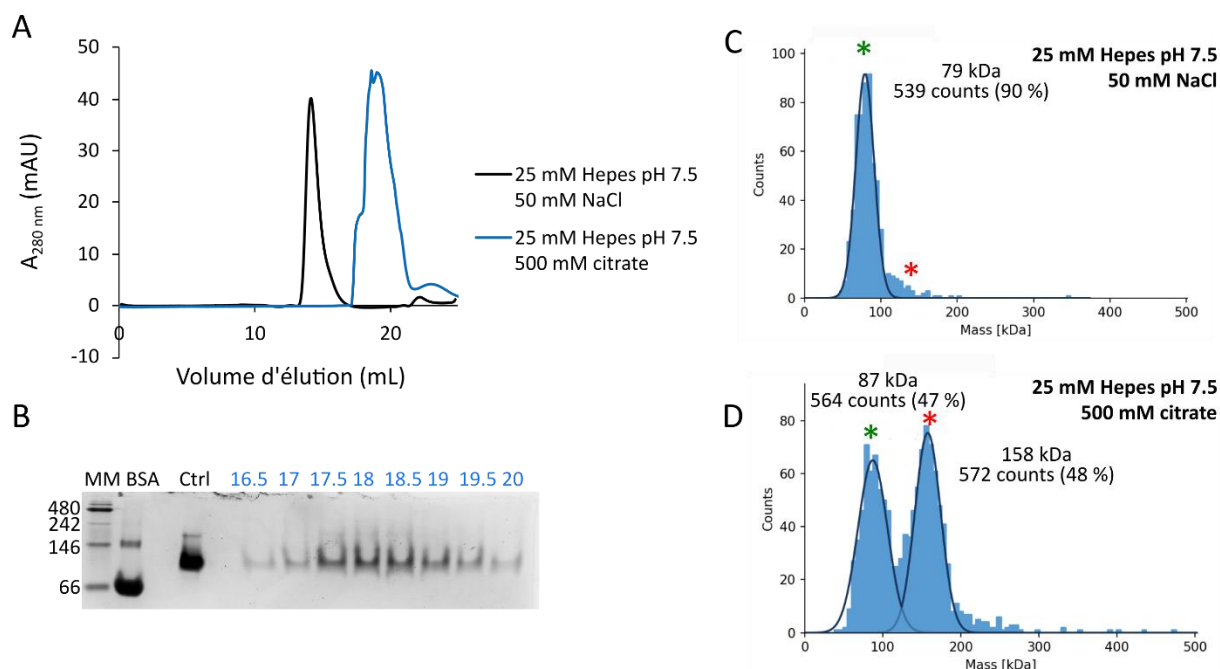 A
50
40
30
20
10
0
-10
A280 nm (mAU)
0
10
20
Volume d'élution (mL)
25 mM Hepes pH 7.5
50 mM NaCl
25 mM Hepes pH 7.5
500 mM citrate
B
MM BSA Ctrl 16.5 17 17.5 18 18.5 19 19.5 20
480
242
146
66
C
25 mM Hepes pH 7.5
50 mM NaCl
*
79 kDa
539 counts (90 %)
*
100
80
60
40
20
0
Counts
0 100 200 300 400 500
Mass [kDa]
D
25 mM Hepes pH 7.5
500 mM citrate
87 kDa
564 counts (47 %)
* *
158 kDa
572 counts (48 %)
80
60
40
20
0
Counts
0 100 200 300 400 500
Mass [kDa]